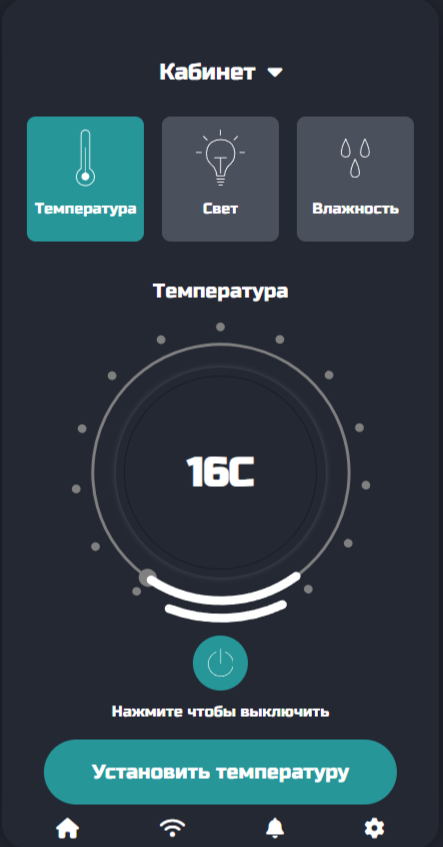 Кабинет
Температура
Свет
Влажность
Температура
16C
Нажмите чтобы выключить
Установить температуру